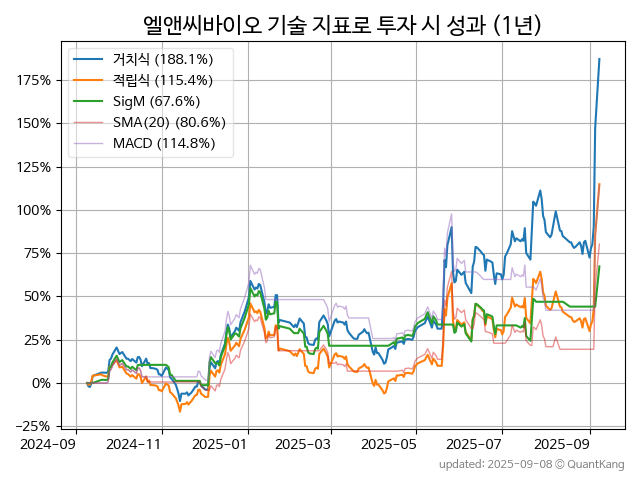 엘앤씨바이오 기술 지표로 투자 시 성과 (1년)
거치식 (188.1%)
적립식 (115.4%)
SigM (67.6%)
SMA(20) (80.6%)
MACD (114.8%)
175%
150%
125%
100%
75%
50%
25%
0%
−25%
2024-09 2024-11 2025-01 2025-03 2025-05 2025-07 2025-09
updated: 2025-09-08 © QuantKang